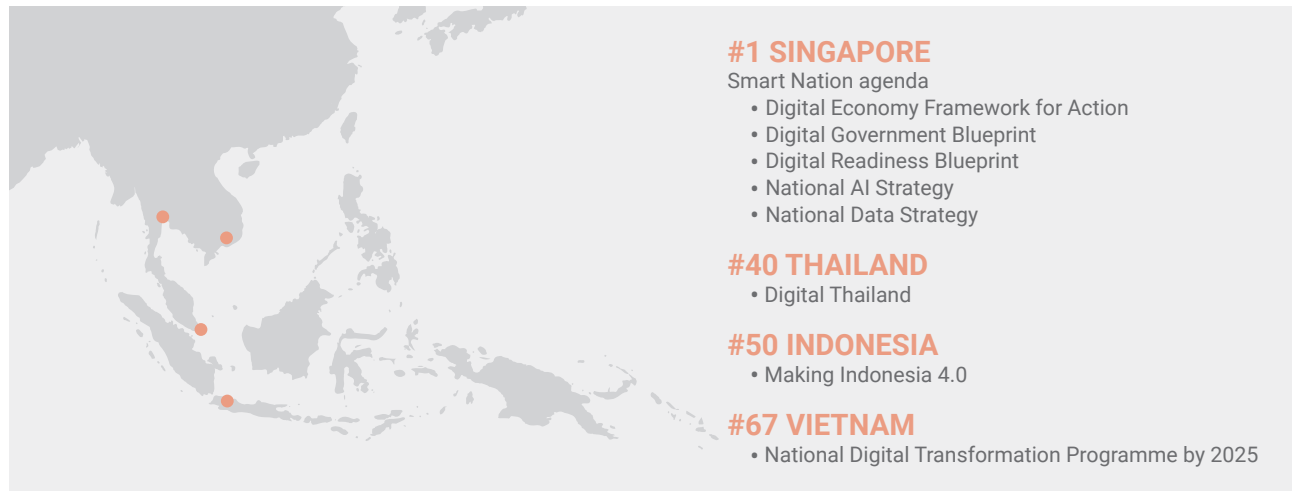 #1 SINGAPORE
Smart Nation agenda
• Digital Economy Framework for Action
• Digital Government Blueprint
• Digital Readiness Blueprint
• National AI Strategy
• National Data Strategy
#40 THAILAND
• Digital Thailand
#50 INDONESIA
• Making Indonesia 4.0
#67 VIETNAM
• National Digital Transformation Programme by 2025